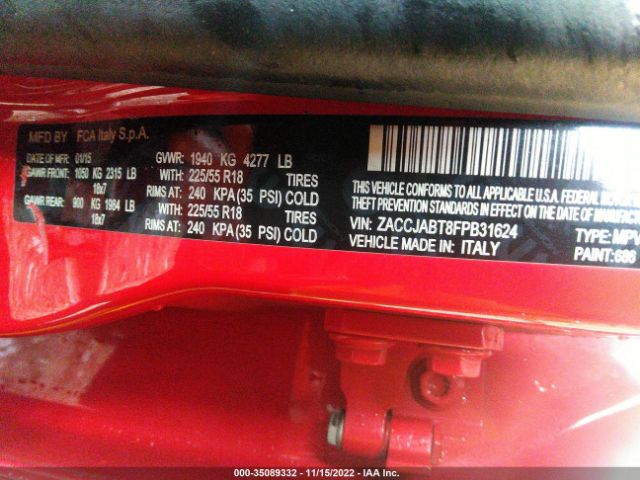 MFD BY FCA Italy S.p.A.
DATE OF MFR: 01/15 GVWR: 1940 KG 4277 LB
GAWR FRONT: 1050 KG 2315 LB WITH: 225/55 R18 TIRES
18x7 RIMS AT: 240 KPA(35 PSI) COLD
GAWR REAR: 900 KG 1984 LB WITH: 225/55 R18 TIRES
18x7 RIMS AT: 240 KPA(35 PSI) COLD
THIS VEHICLE CONFORMS TO ALL APPLICABLE U.S.A. FEDERAL
THEFT PREVENTION STANDARDS IN EFFECT ON THE DATE OF
VIN: ZACCJABT8FPB31624 TYPE: MPV
VEHICLE MADE IN: ITALY PAINT: 686
000-35089332 - 11/15/2022 - IAA Inc.